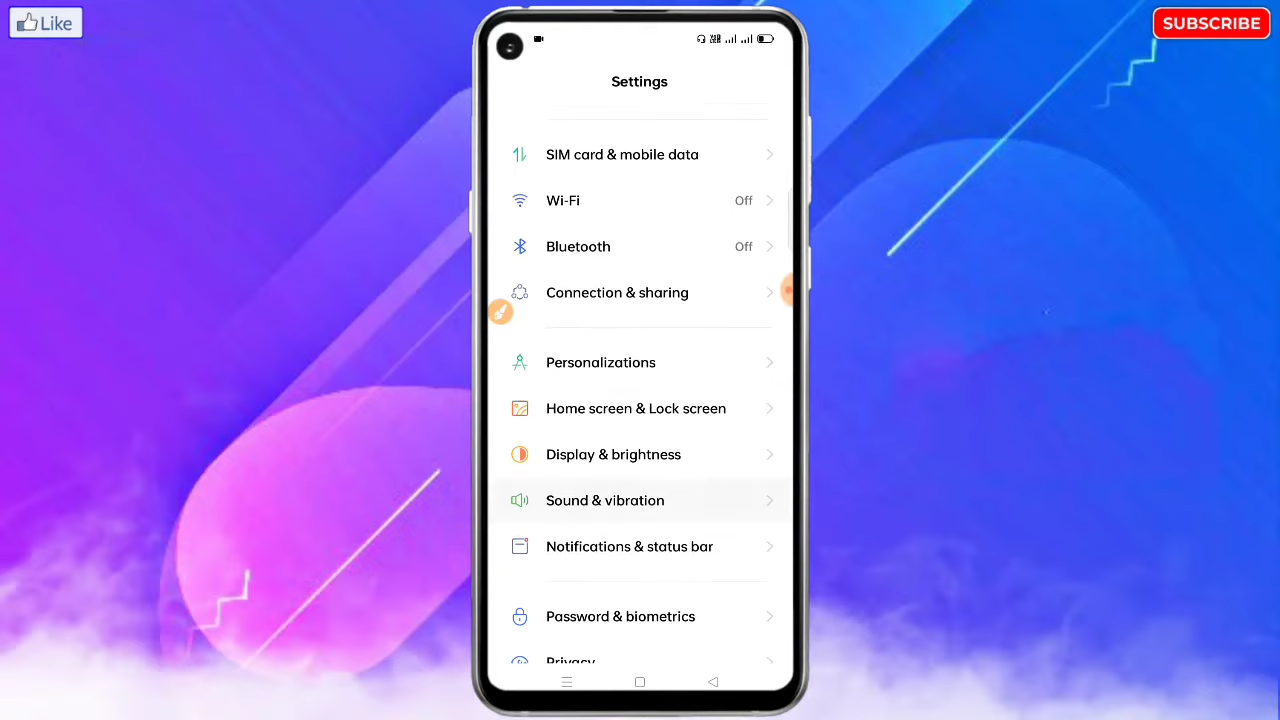 Like
SUBSCRIBE
Settings
SIM card & mobile data
Wi-Fi
Off
Bluetooth
Off
Connection & sharing
Personalizations
Home screen & Lock screen
Display & brightness
Sound & vibration
Notifications & status bar
Password & biometrics
Privacy